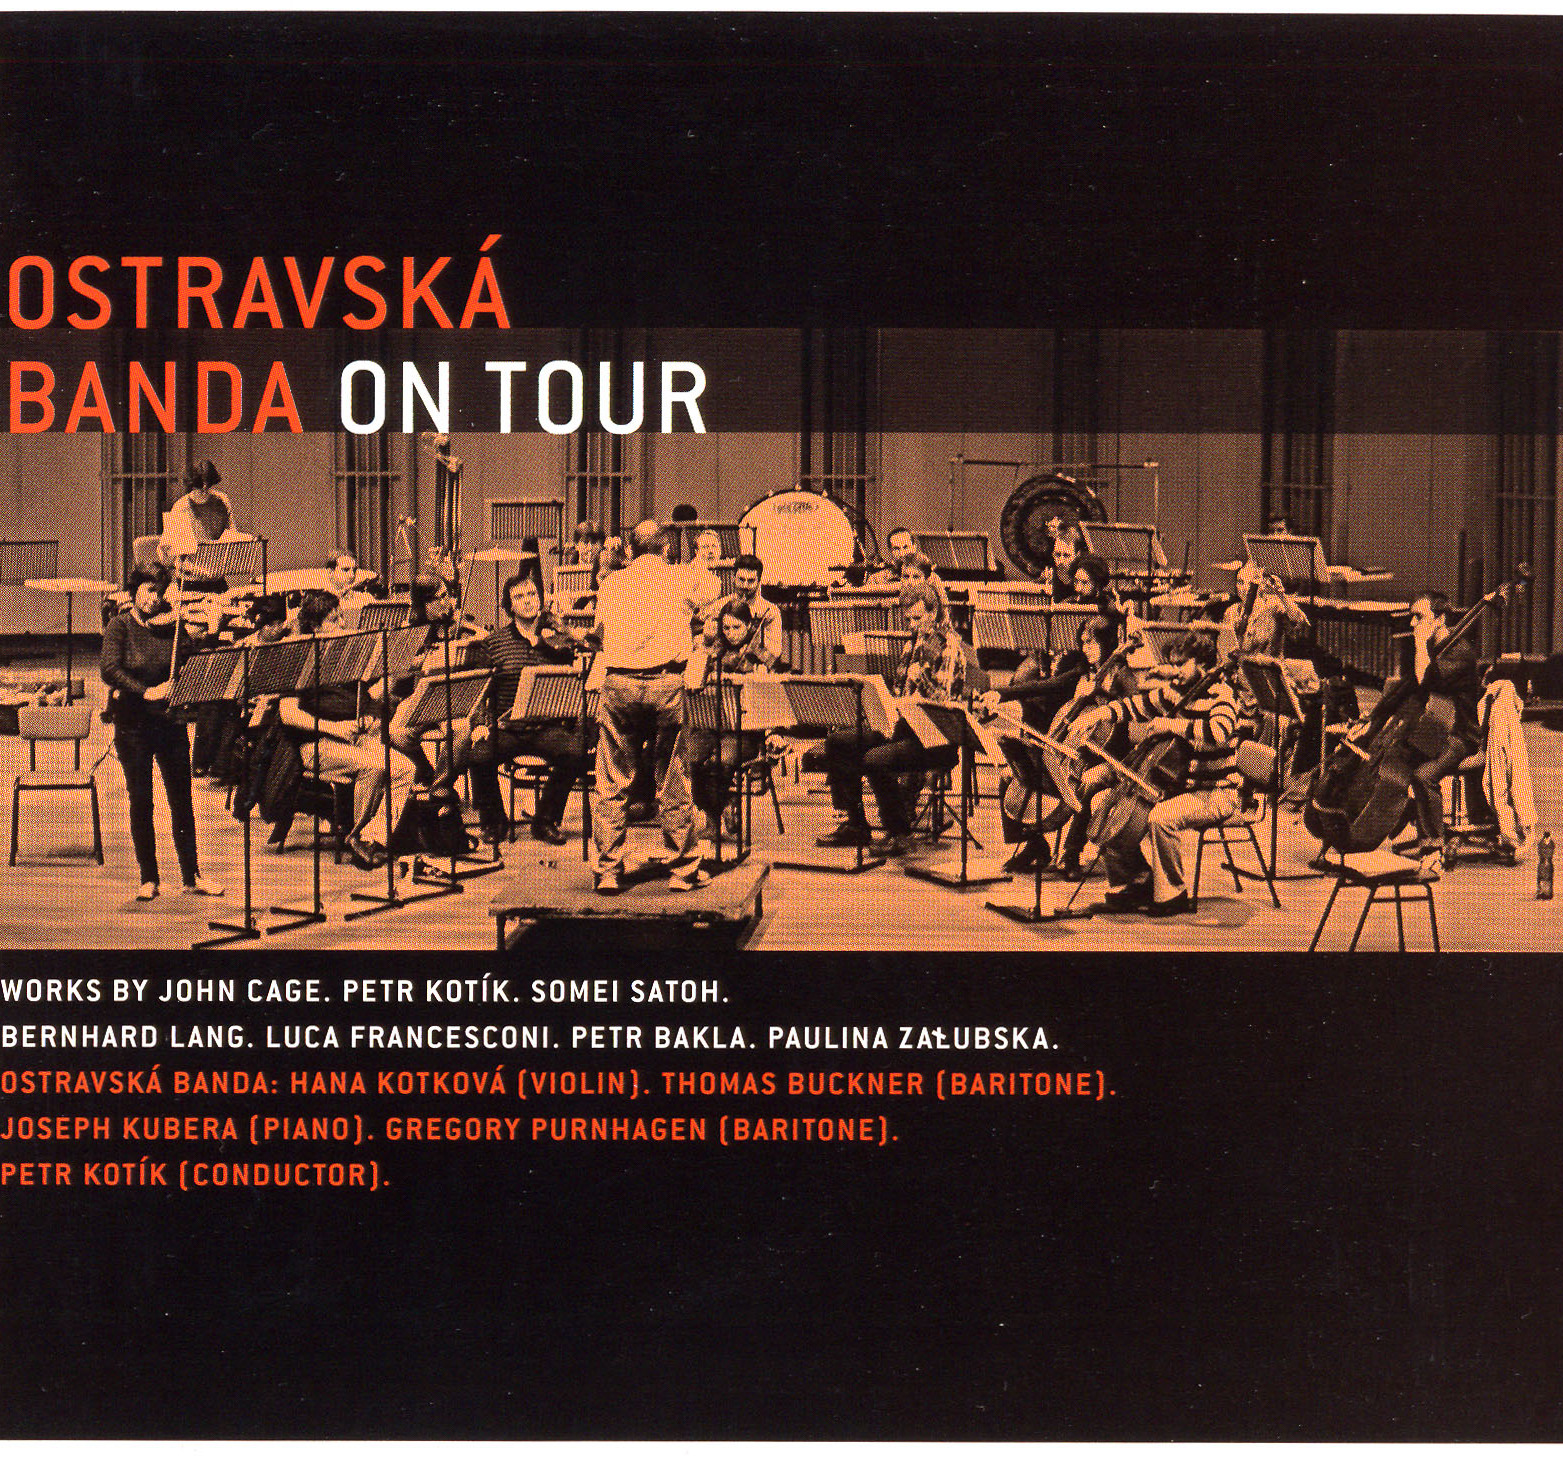 OSTRAVSKÁ
BANDA ON TOUR
WORKS BY JOHN CAGE. PETR KOTÍK. SOMEI SATOH.
BERNHARD LANG. LUCA FRANCESCONI. PETR BAKLA. PAULINA ZAŁUBSKA.
OSTRAVSKÁ BANDA: HANA KOTKOVÁ (VIOLIN). THOMAS BUCKNER (BARITONE).
JOSEPH KUBERA (PIANO). GREGORY PURNHAGEN (BARITONE).
PETR KOTÍK (CONDUCTOR).